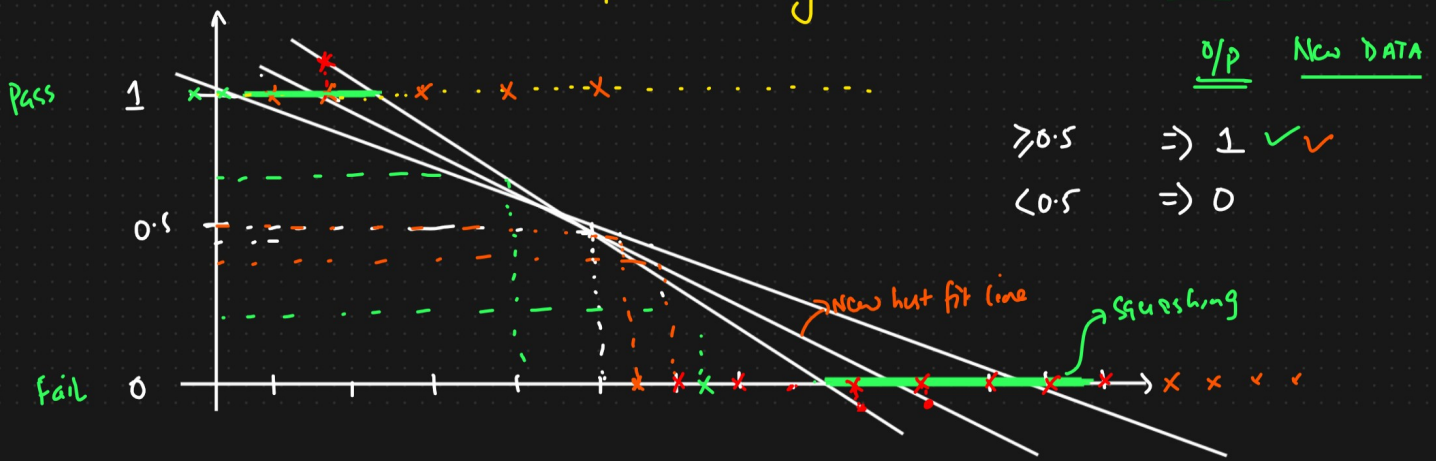 O/P New DATA
Pass 1
≥0.5 => 1
<0.5 => 0
0.5
New best fit line
Squashing
Fail 0